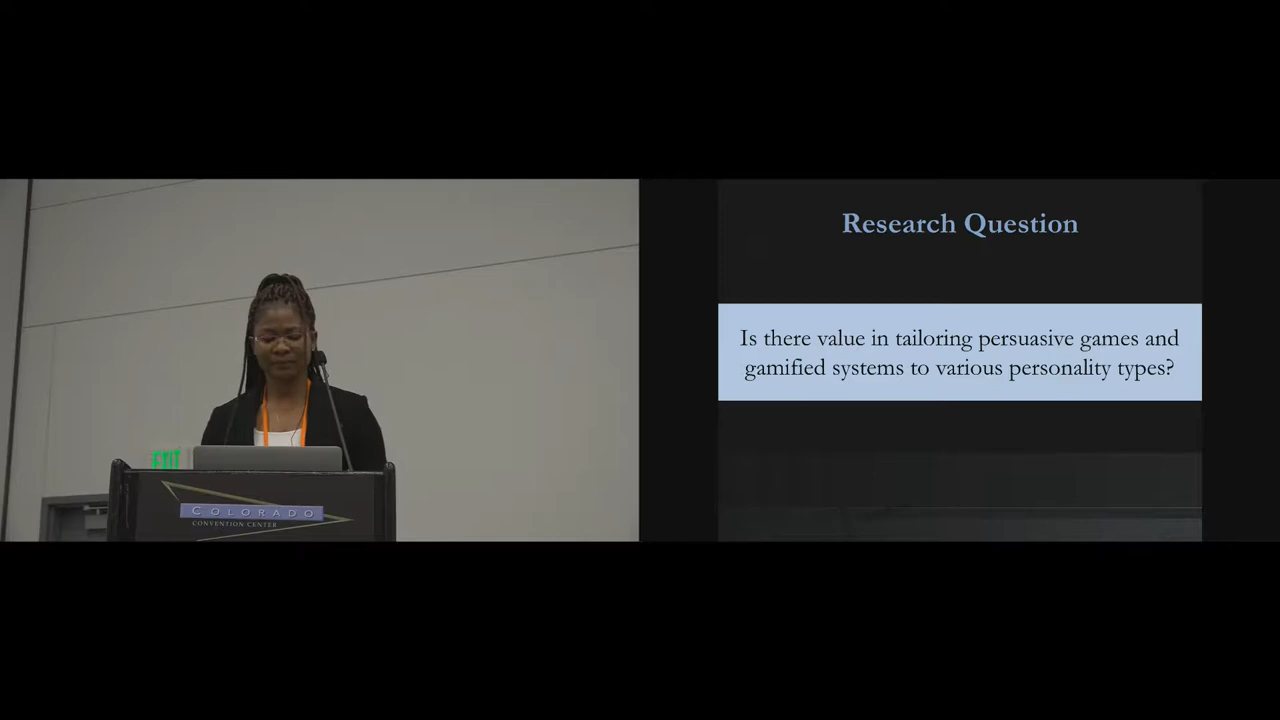 EXIT
COLORADO
CONVENTION CENTER
Research Question
Is there value in tailoring persuasive games and
gamified systems to various personality types?